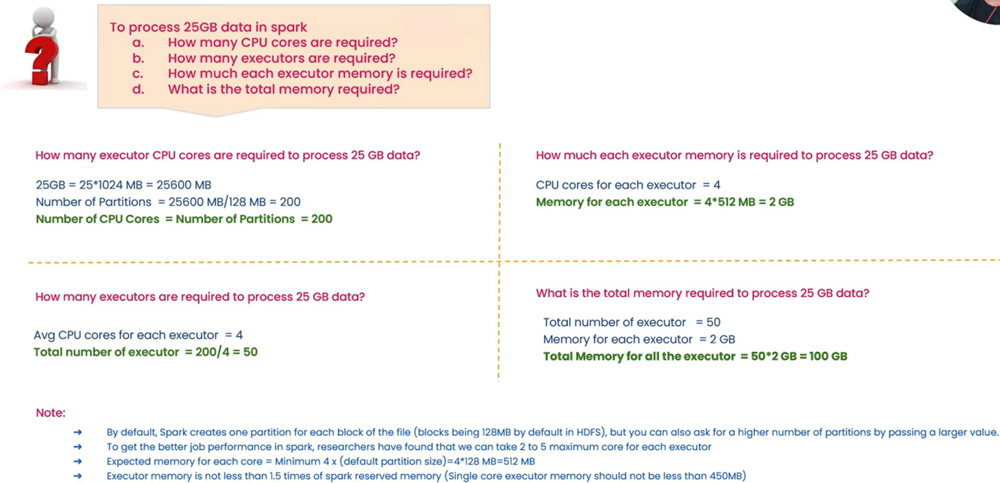 To process 25GB data in spark
a. How many CPU cores are required?
b. How many executors are required?
c. How much each executor memory is required?
d. What is the total memory required?
How many executor CPU cores are required to process 25 GB data?
25GB = 25*1024 MB = 25600 MB
Number of Partitions = 25600 MB/128 MB = 200
Number of CPU Cores = Number of Partitions = 200
How much each executor memory is required to process 25 GB data?
CPU cores for each executor = 4
Memory for each executor = 4*512 MB = 2 GB
How many executors are required to process 25 GB data?
Avg CPU cores for each executor = 4
Total number of executor = 200/4 = 50
What is the total memory required to process 25 GB data?
Total number of executor = 50
Memory for each executor = 2 GB
Total Memory for all the executor = 50*2 GB = 100 GB
Note:
➔ By default, Spark creates one partition for each block of the file (blocks being 128MB by default in HDFS), but you can also ask for a higher number of partitions by passing a larger value.
➔ To get the better job performance in spark, researchers have found that we can take 2 to 5 maximum core for each executor
➔ Expected memory for each core = Minimum 4 x (default partition size)=4*128 MB=512 MB
➔ Executor memory is not less than 1.5 times of spark reserved memory (Single core executor memory should not be less than 450MB)